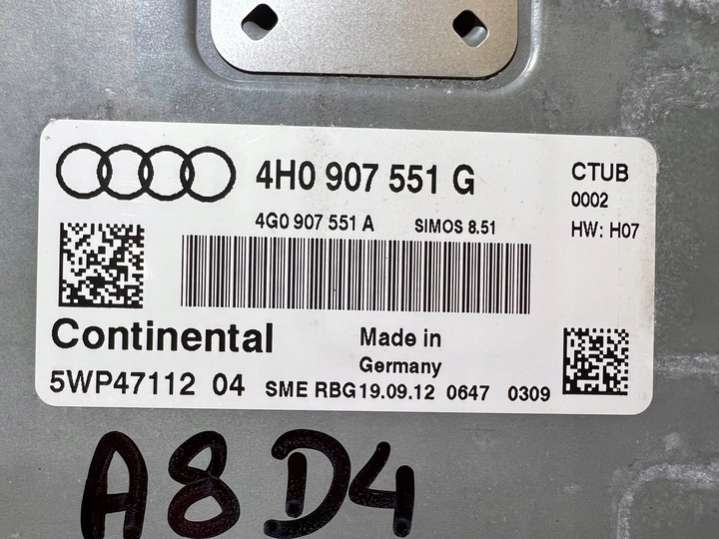 4H0 907 551 G
CTUB
0002
4G0 907 551 A SIMOS 8.51
HW: H07
Continental
Made in
Germany
5WP47112 04 SME RBG19.09.12 0647 0309
A8 D4